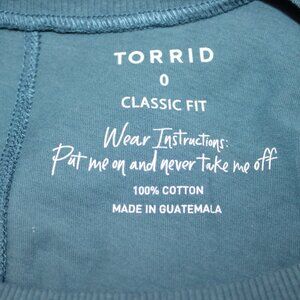 TORRID
0
CLASSIC FIT
Wear Instructions:
Put me on and never take me off
100% COTTON
MADE IN GUATEMALA